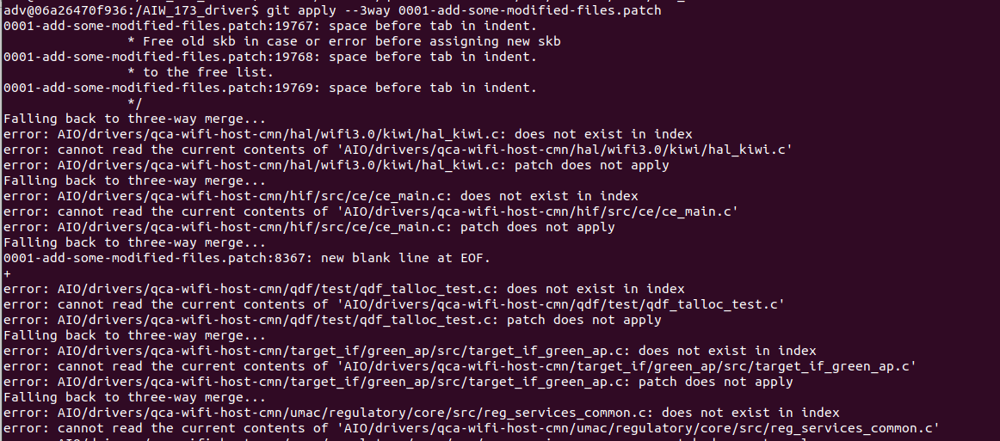 adv@06a26470f936:/AIW_173_driver$ git apply --3way 0001-add-some-modified-files.patch
0001-add-some-modified-files.patch:19767: space before tab in indent.
* Free old skb in case or error before assigning new skb
0001-add-some-modified-files.patch:19768: space before tab in indent.
* to the free list.
0001-add-some-modified-files.patch:19769: space before tab in indent.
*/
Falling back to three-way merge...
error: AIO/drivers/qca-wifi-host-cmn/hal/wifi3.0/kiwi/hal_kiwi.c: does not exist in index
error: cannot read the current contents of 'AIO/drivers/qca-wifi-host-cmn/hal/wifi3.0/kiwi/hal_kiwi.c'
error: AIO/drivers/qca-wifi-host-cmn/hal/wifi3.0/kiwi/hal_kiwi.c: patch does not apply
Falling back to three-way merge...
error: AIO/drivers/qca-wifi-host-cmn/hif/src/ce/ce_main.c: does not exist in index
error: cannot read the current contents of 'AIO/drivers/qca-wifi-host-cmn/hif/src/ce/ce_main.c'
error: AIO/drivers/qca-wifi-host-cmn/hif/src/ce/ce_main.c: patch does not apply
Falling back to three-way merge...
0001-add-some-modified-files.patch:8367: new blank line at EOF.
+
error: AIO/drivers/qca-wifi-host-cmn/qdf/test/qdf_talloc_test.c: does not exist in index
error: cannot read the current contents of 'AIO/drivers/qca-wifi-host-cmn/qdf/test/qdf_talloc_test.c'
error: AIO/drivers/qca-wifi-host-cmn/qdf/test/qdf_talloc_test.c: patch does not apply
Falling back to three-way merge...
error: AIO/drivers/qca-wifi-host-cmn/target_if/green_ap/src/target_if_green_ap.c: does not exist in index
error: cannot read the current contents of 'AIO/drivers/qca-wifi-host-cmn/target_if/green_ap/src/target_if_green_ap.c'
error: AIO/drivers/qca-wifi-host-cmn/target_if/green_ap/src/target_if_green_ap.c: patch does not apply
Falling back to three-way merge...
error: AIO/drivers/qca-wifi-host-cmn/umac/regulatory/core/src/reg_services_common.c: does not exist in index
error: cannot read the current contents of 'AIO/drivers/qca-wifi-host-cmn/umac/regulatory/core/src/reg_services_common.c'